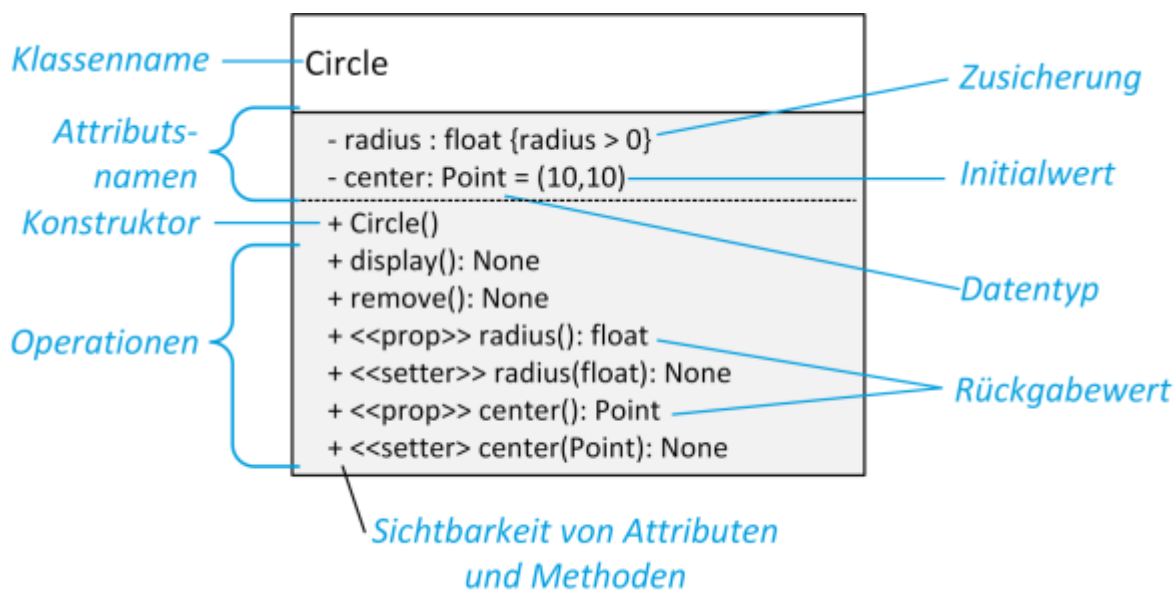 Klassenname
Circle
Zusicherung
Attributs-
namen
- radius : float {radius > 0}
- center: Point = (10,10)
Initialwert
Konstruktor
+ Circle()
+ display(): None
+ remove(): None
Datentyp
Operationen
+ <<prop>> radius(): float
+ <<setter>> radius(float): None
+ <<prop>> center(): Point
+ <<setter> center(Point): None
Rückgabewert
Sichtbarkeit von Attributen
und Methoden